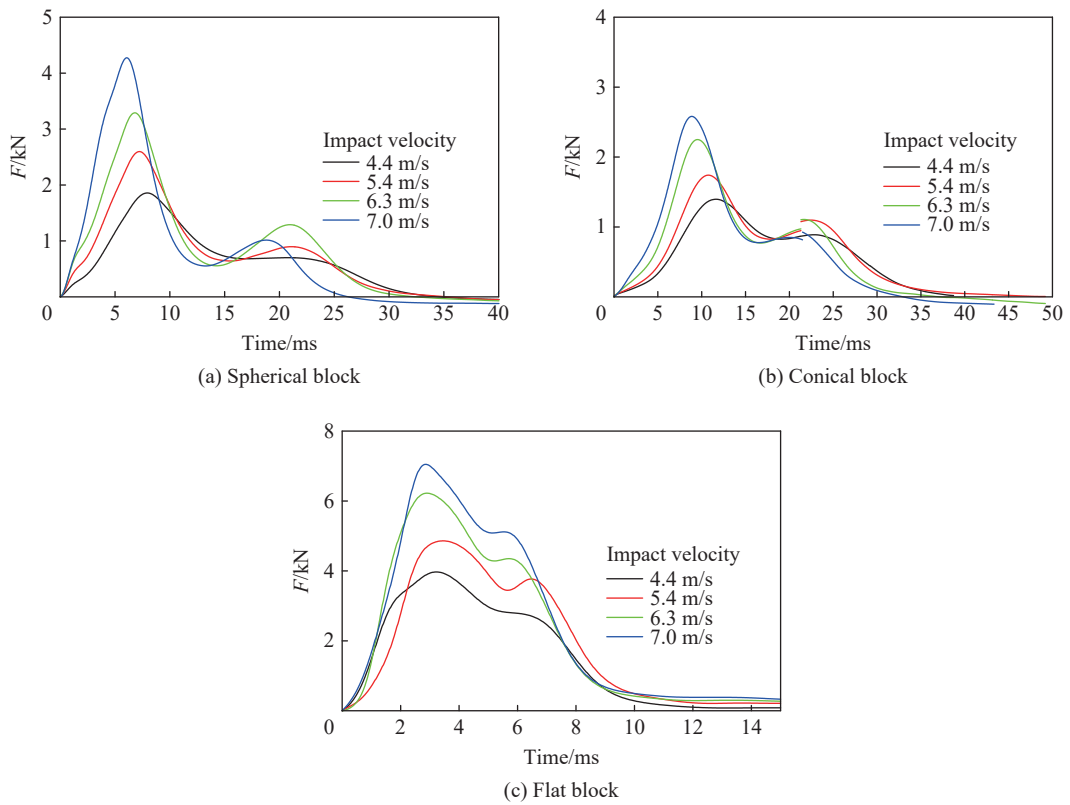 5
4
3
2
1
0
F/kN
Impact velocity
4.4 m/s
5.4 m/s
6.3 m/s
7.0 m/s
5 10 15 20 25 30 35 40
Time/ms
(a) Spherical block
4
3
2
1
0
F/kN
Impact velocity
4.4 m/s
5.4 m/s
6.3 m/s
7.0 m/s
5 10 15 20 25 30 35 40 45 50
Time/ms
(b) Conical block
8
6
4
2
0
F/kN
Impact velocity
4.4 m/s
5.4 m/s
6.3 m/s
7.0 m/s
2 4 6 8 10 12 14
Time/ms
(c) Flat block